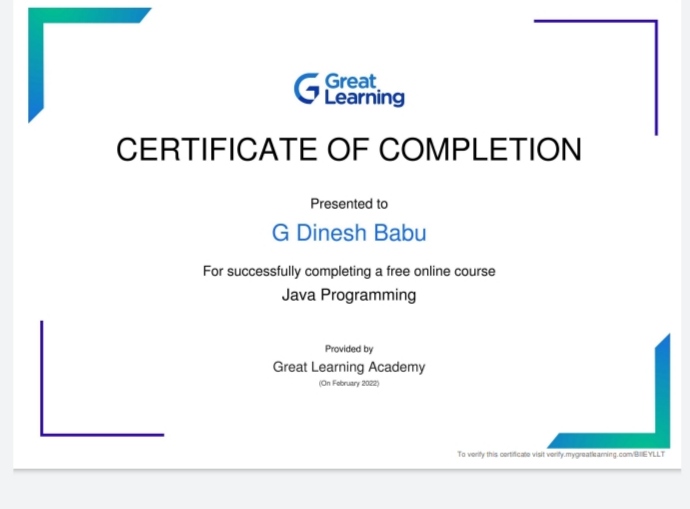 Great
Learning
CERTIFICATE OF COMPLETION
Presented to
G Dinesh Babu
For successfully completing a free online course
Java Programming
Provided by
Great Learning Academy
(On February 2022)
To verify this certificate visit verify.mygreatlearning.com/BIIEYLLT